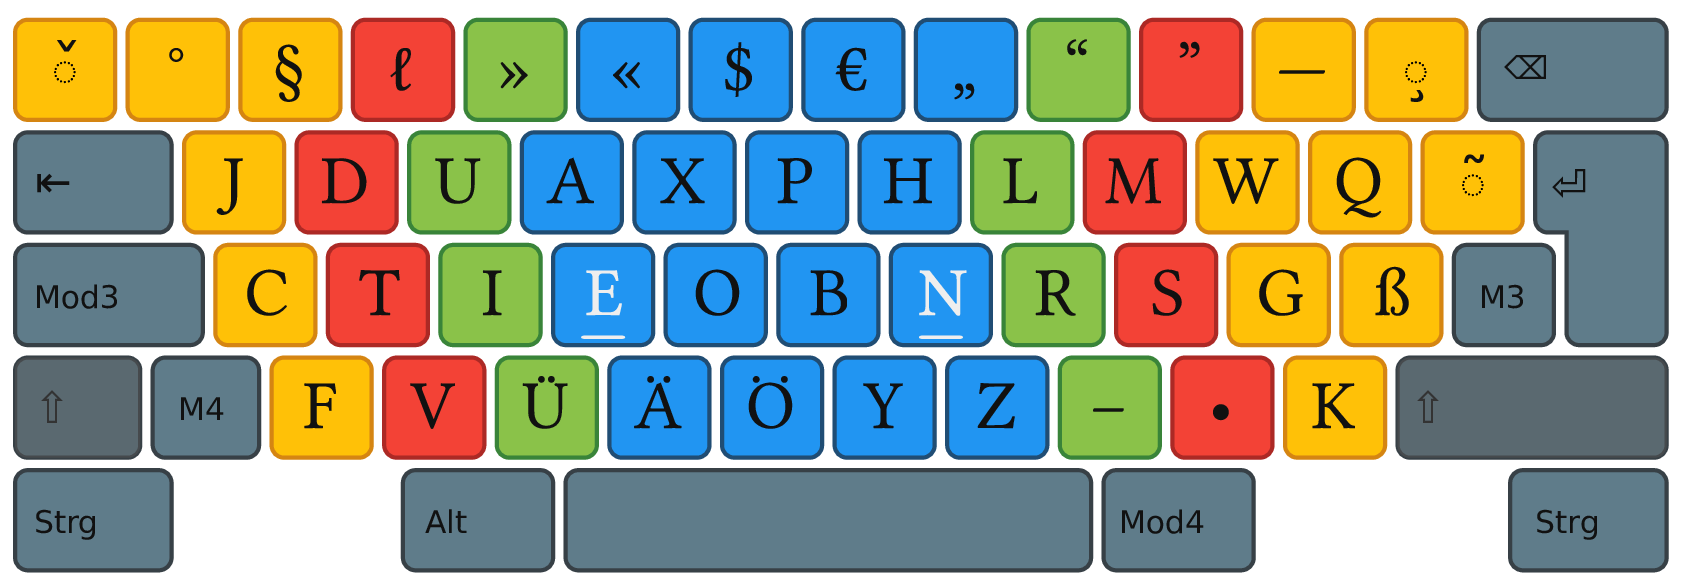 ◌̌ ° § ℓ » « $ € „ “ ” — ◌̧ ⌫
⇤ J D U A X P H L M W Q ◌̃ ⏎
Mod3 C T I E O B N R S G ẞ M3
⇧ M4 F V Ü Ä Ö Y Z – • K ⇧
Strg Alt Mod4 Strg